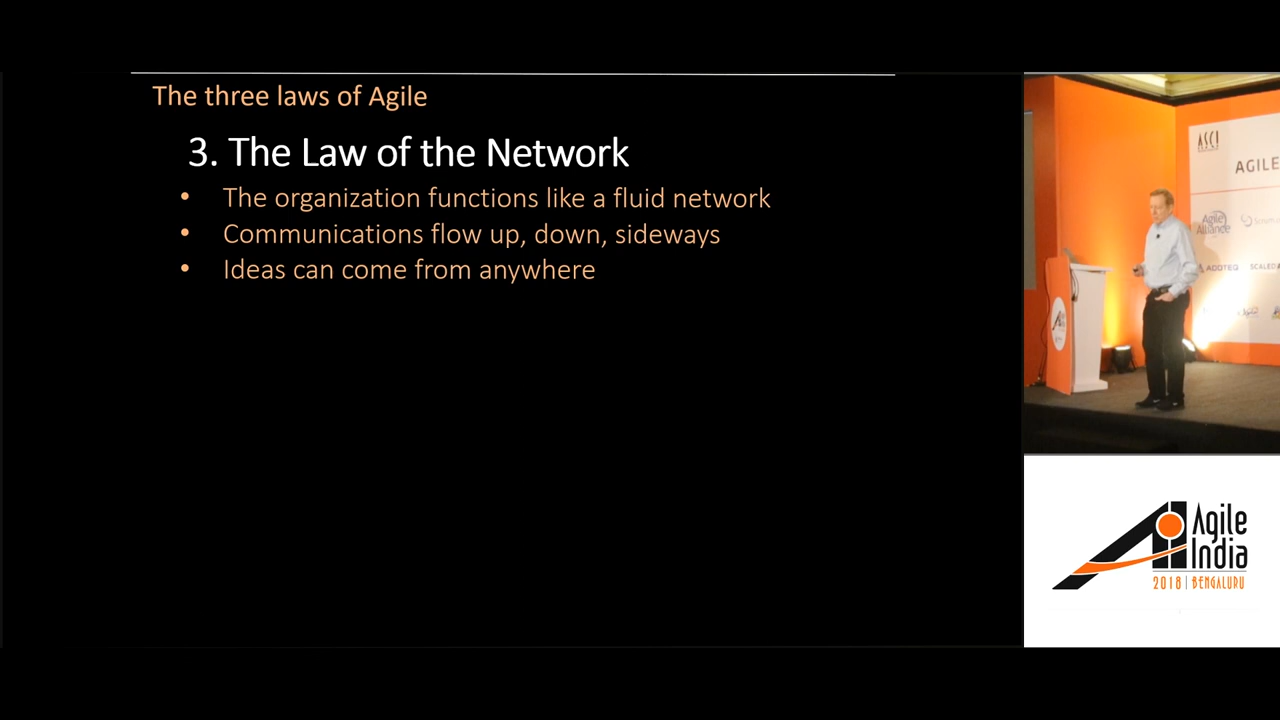 The three laws of Agile
3. The Law of the Network
• The organization functions like a fluid network
• Communications flow up, down, sideways
• Ideas can come from anywhere
ASCI
AGILE
Agile
Alliance
ADDTEQ
SCALED
Agile
India
2018 | BENGALURU